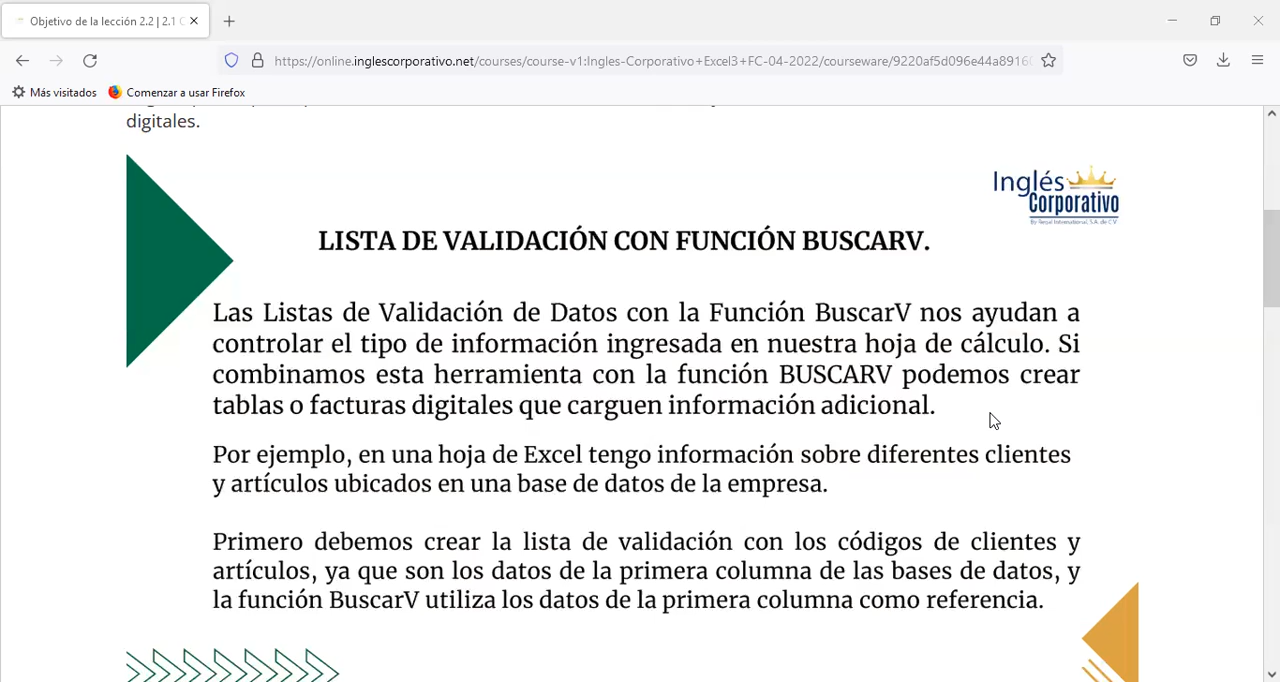 Objetivo de la lección 2.2 | 2.1
https://online.inglescorporativo.net/courses/course-v1:Ingles-Corporativo+Excel3+FC-04-2022/courseware/9220af5d096e44a8916
Más visitados
Comenzar a usar Firefox
digitales.
Inglés
Corporativo
LISTA DE VALIDACIÓN CON FUNCIÓN BUSCARV.
Las Listas de Validación de Datos con la Función BuscarV nos ayudan a
controlar el tipo de información ingresada en nuestra hoja de cálculo. Si
combinamos esta herramienta con la función BUSCARV podemos crear
tablas o facturas digitales que carguen información adicional.
Por ejemplo, en una hoja de Excel tengo información sobre diferentes clientes
y artículos ubicados en una base de datos de la empresa.
Primero debemos crear la lista de validación con los códigos de clientes y
artículos, ya que son los datos de la primera columna de las bases de datos, y
la función BuscarV utiliza los datos de la primera columna como referencia.